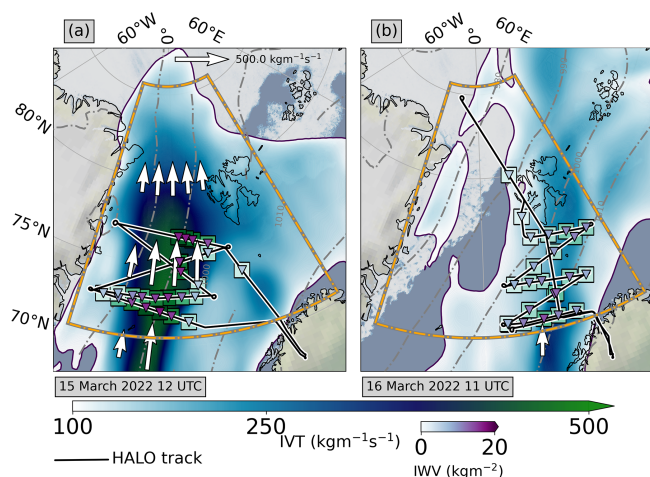 (a)
60°W
0°
60°E
(b)
60°W
0°
60°E
500.0 kgm⁻¹s⁻¹
80°N
75°N
70°N
1010
15 March 2022 12 UTC
16 March 2022 11 UTC
100
250
500
IVT (kgm⁻¹s⁻¹)
0
20
IWV (kgm⁻²)
HALO track